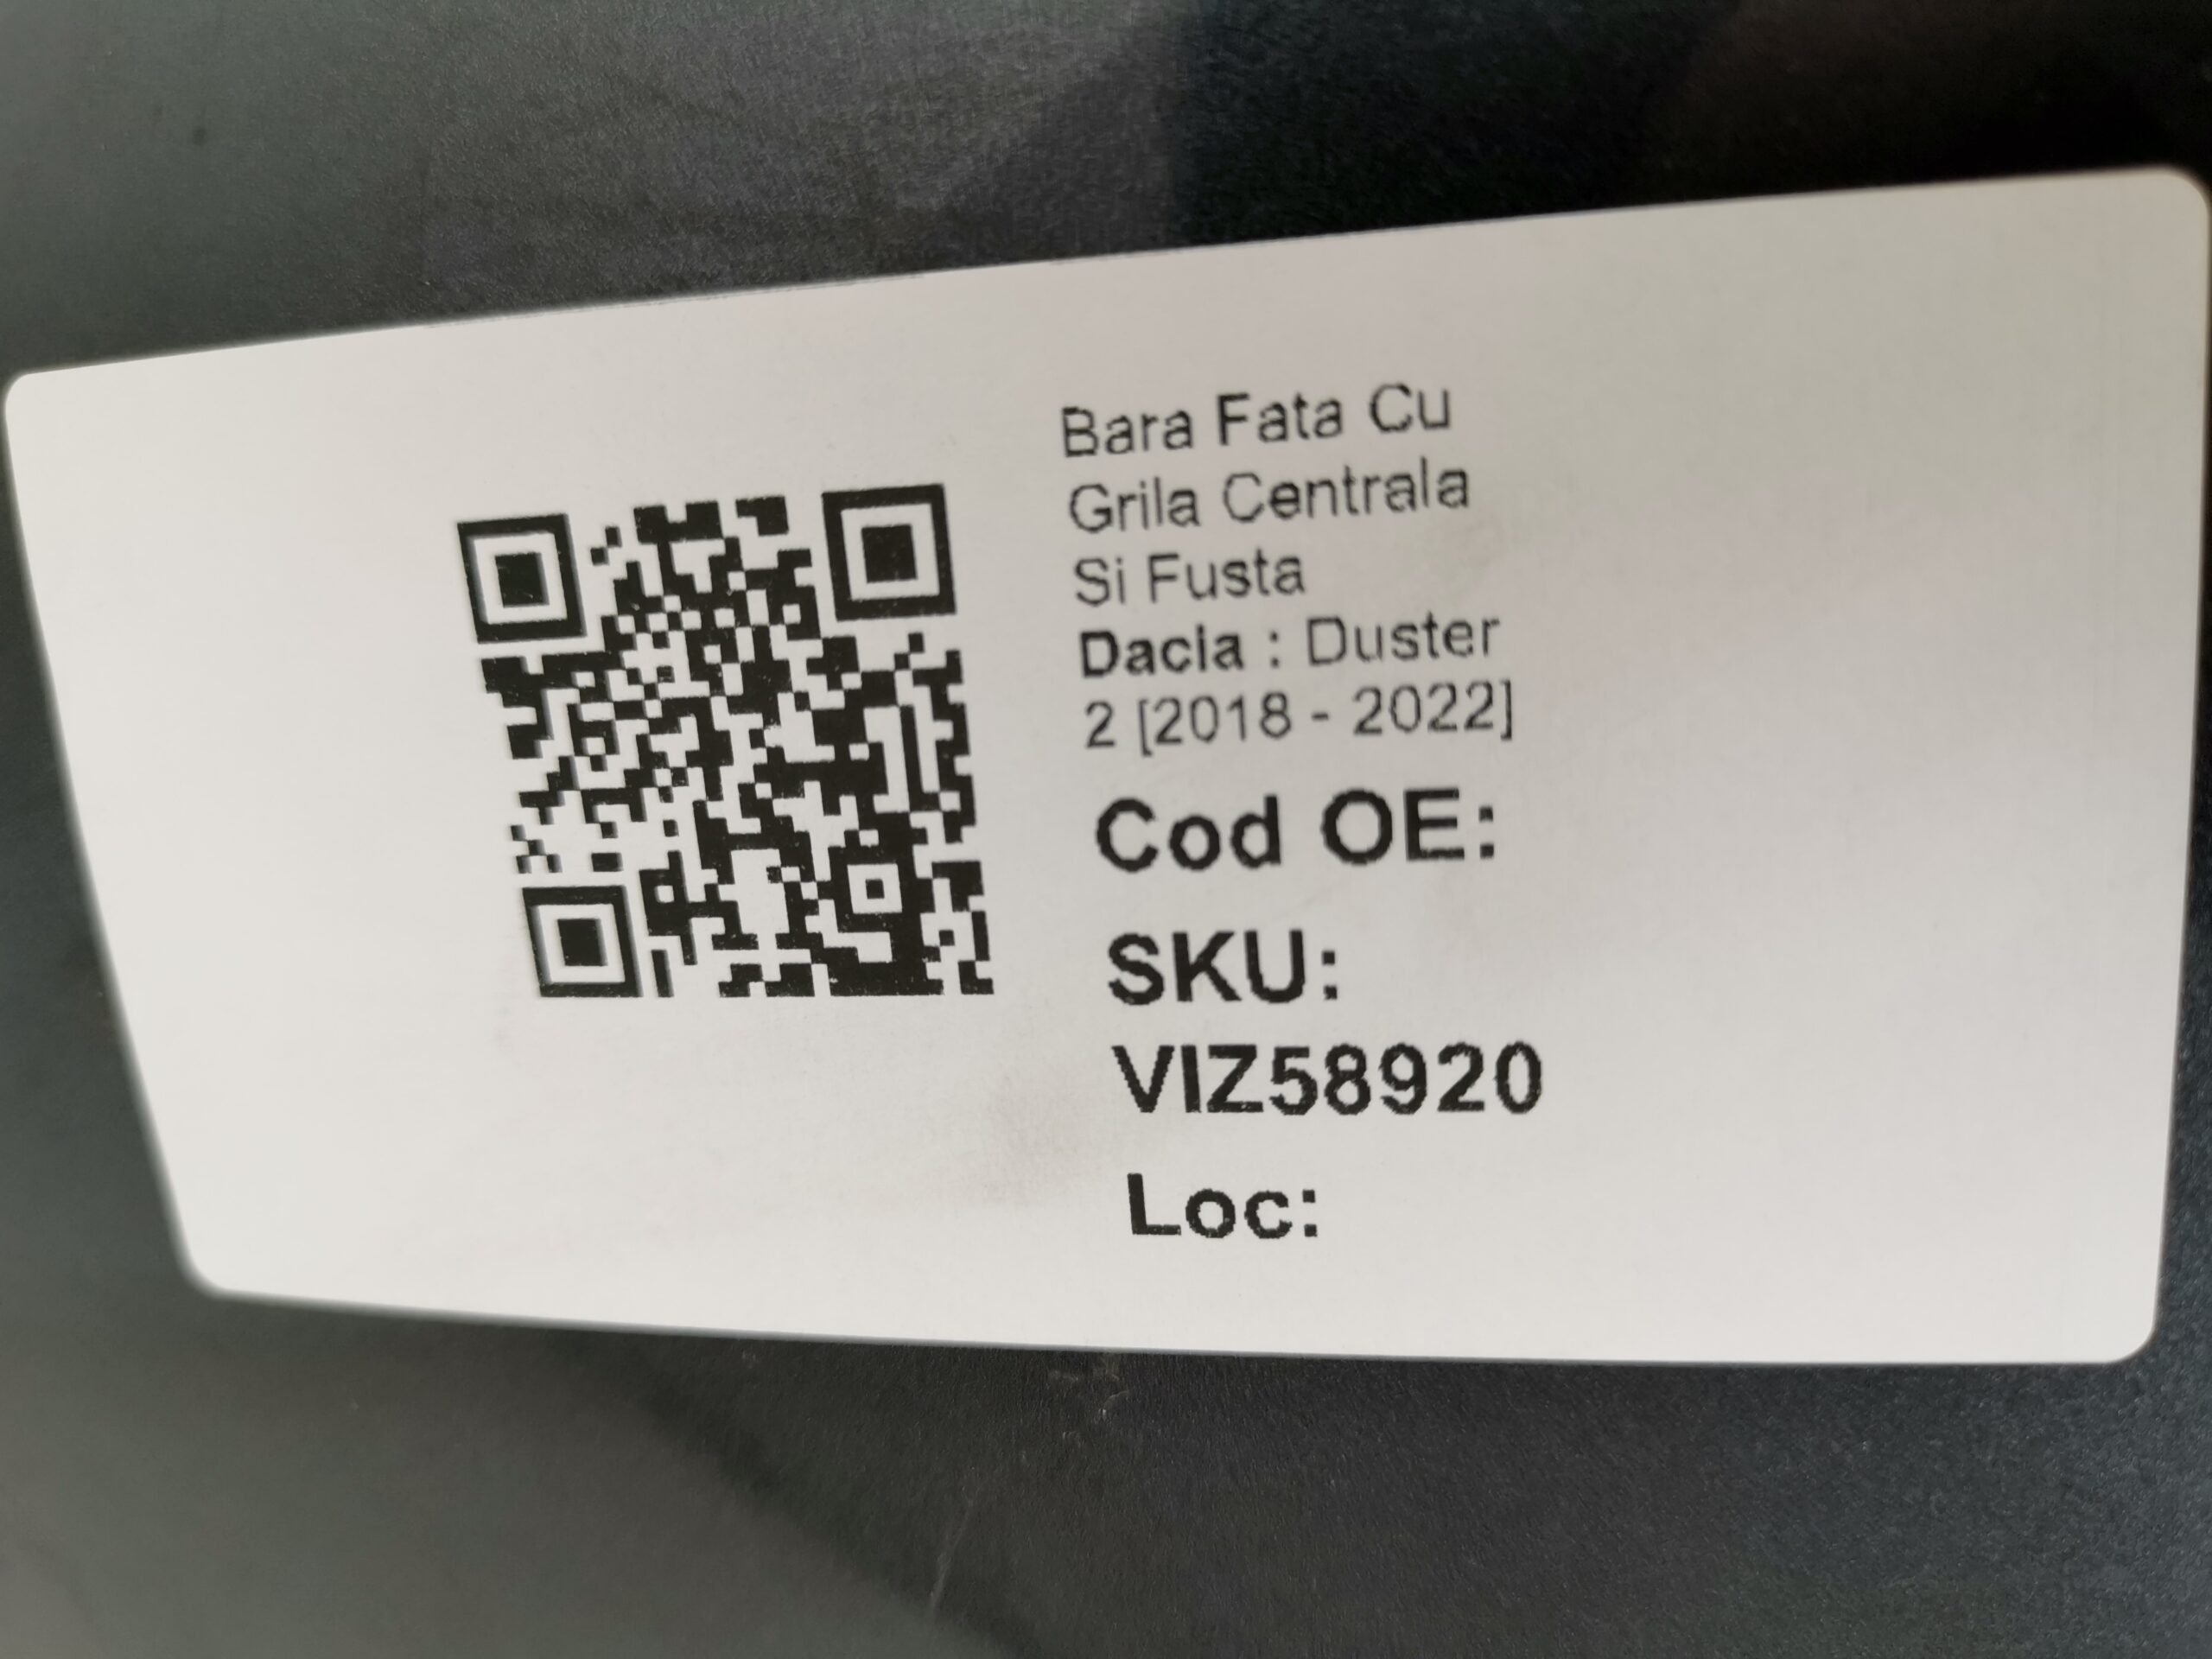 Bara Fata Cu
Grila Centrala
Si Fusta
Dacia : Duster
2 [2018 - 2022]
Cod OE:
SKU:
VIZ58920
Loc: